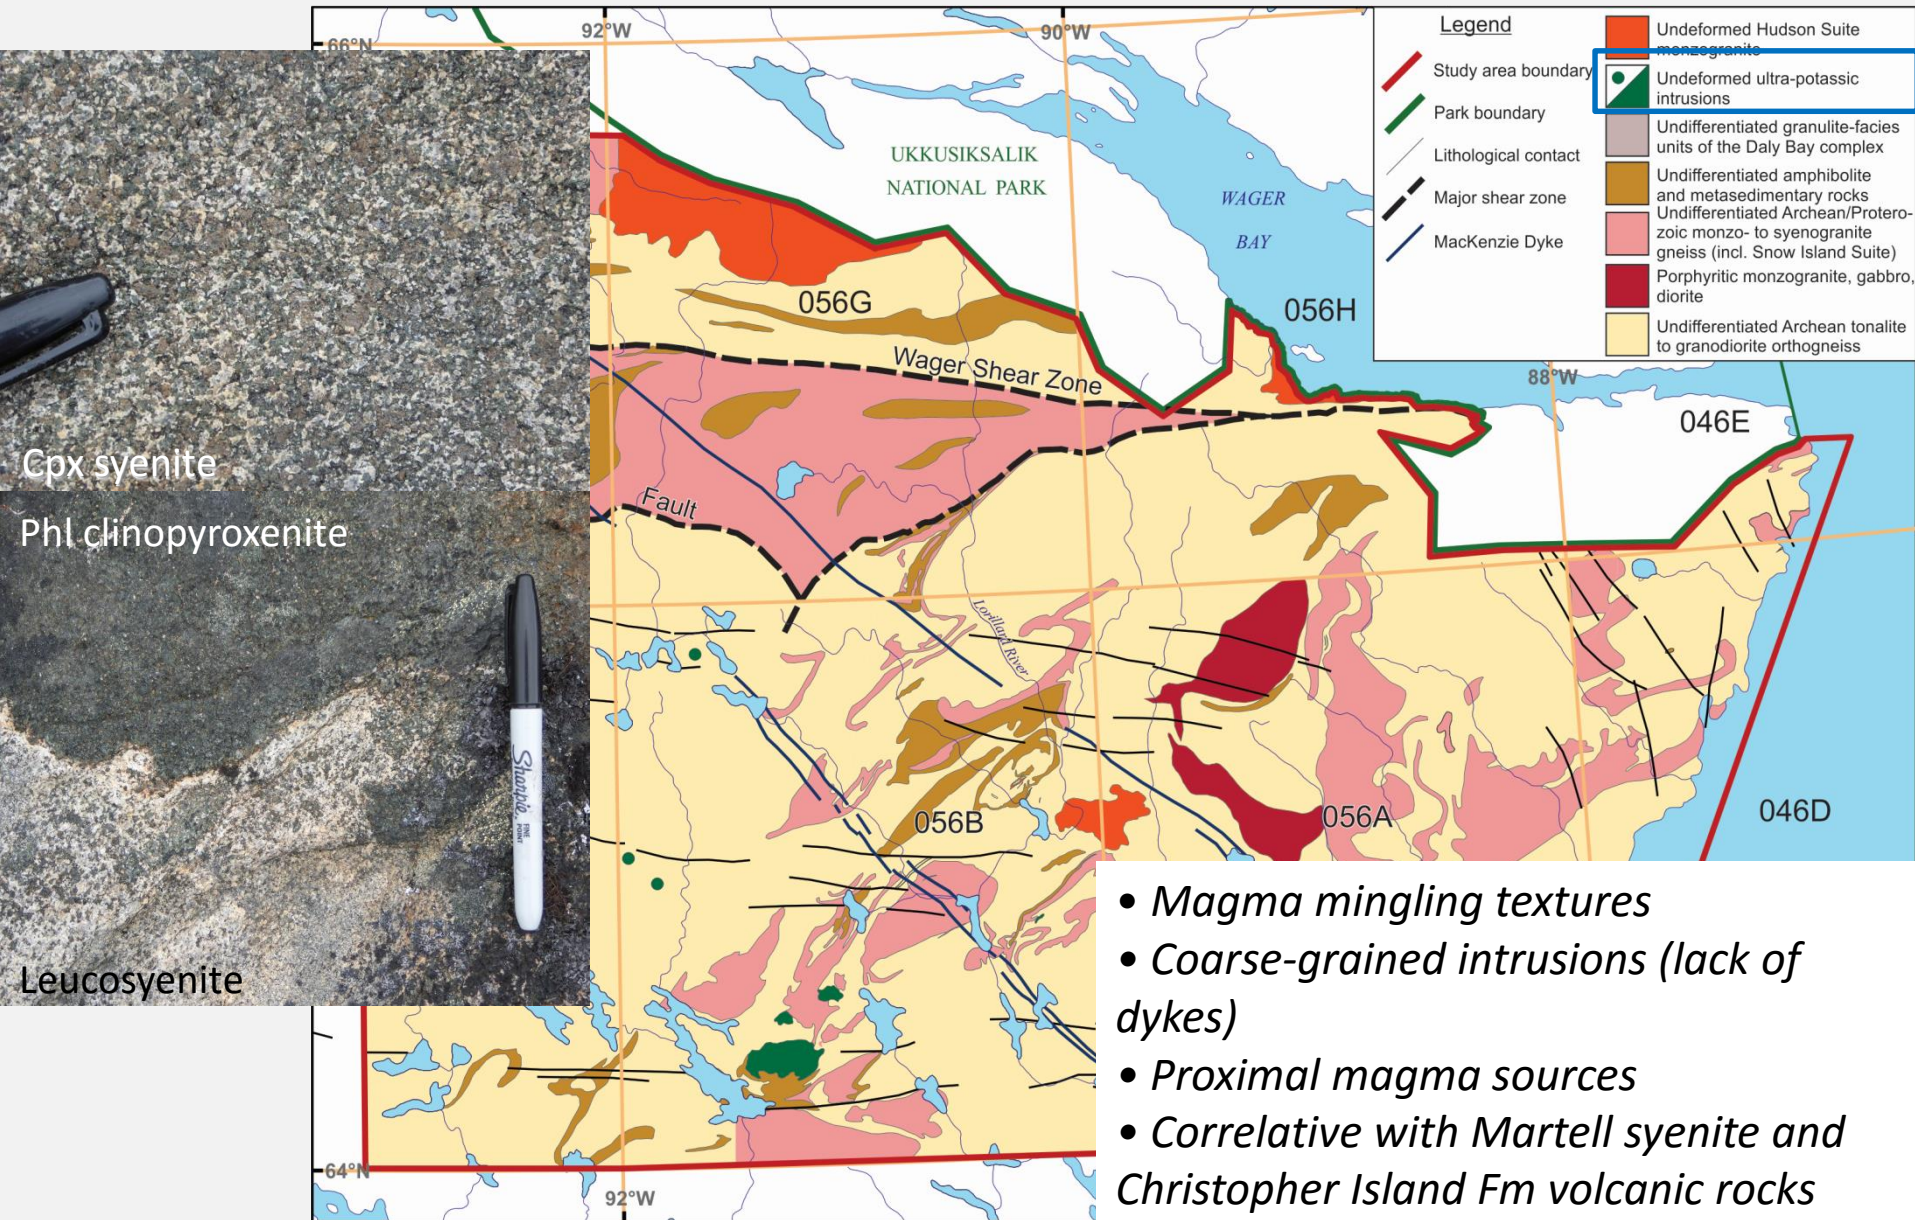 92°W
90°W
66°N
Legend
Study area boundary
Park boundary
Lithological contact
Major shear zone
MacKenzie Dyke
Undeformed Hudson Suite
monzogranite
Undeformed ultra-potassic
intrusions
Undifferentiated granulite-facies
units of the Daly Bay complex
Undifferentiated amphibolite
and metasedimentary rocks
Undifferentiated Archean/Protero-
zoic monzo- to syenogranite
gneiss (incl. Snow Island Suite)
Porphyritic monzogranite, gabbro,
diorite
Undifferentiated Archean tonalite
to granodiorite orthogneiss
UKKUSIKSALIK
NATIONAL PARK
WAGER
BAY
056G
056H
Wager Shear Zone
88°W
046E
Cpx syenite
Fault
Phl clinopyroxenite
Lorillard River
Sharpie
FINE
POINT
056B
056A
046D
Leucosyenite
• Magma mingling textures
• Coarse-grained intrusions (lack of
dykes)
• Proximal magma sources
• Correlative with Martell syenite and
Christopher Island Fm volcanic rocks
64°N
92°W